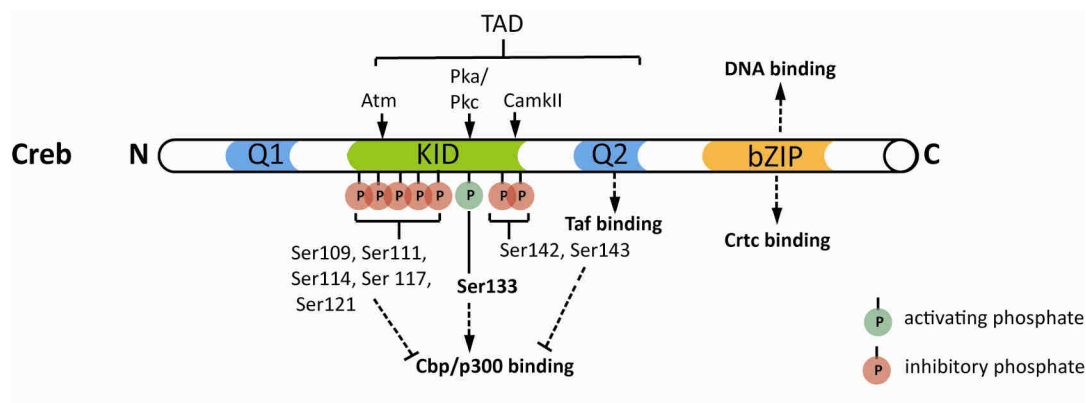 TAD
Pka/
Pkc
Atm
CamkII
DNA binding
Creb
N
Q1
KID
Q2
bZIP
C
P
P
P
P
P
P
P
P
Taf binding
Crtc binding
Ser109, Ser111,
Ser114, Ser 117,
Ser121
Ser142, Ser143
Ser133
Cbp/p300 binding
P activating phosphate
P inhibitory phosphate